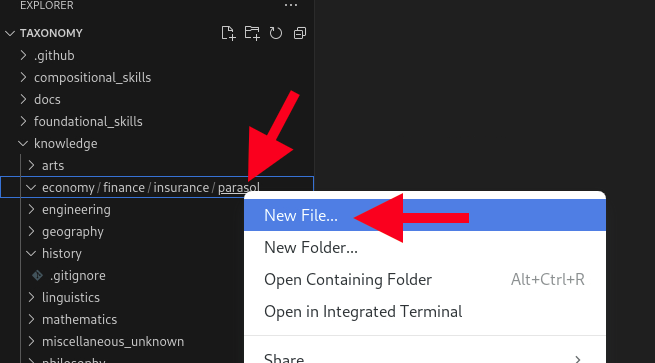 EXPLORER ...
TAXONOMY
.github
compositional_skills
docs
foundational_skills
knowledge
arts
economy / finance / insurance / parasol
engineering
geography
history
.gitignore
linguistics
mathematics
miscellaneous_unknown
philosophy
New File...
New Folder...
Open Containing Folder Alt+Ctrl+R
Open in Integrated Terminal
Share